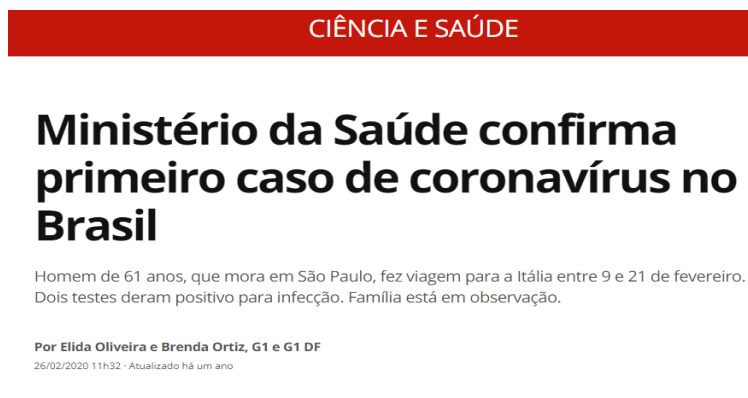 CIÊNCIA E SAÚDE
Ministério da Saúde confirma
primeiro caso de coronavírus no
Brasil
Homem de 61 anos, que mora em São Paulo, fez viagem para a Itália entre 9 e 21 de fevereiro.
Dois testes deram positivo para infecção. Família está em observação.
Por Elida Oliveira e Brenda Ortiz, G1 e G1 DF
26/02/2020 11h32 · Atualizado há um ano